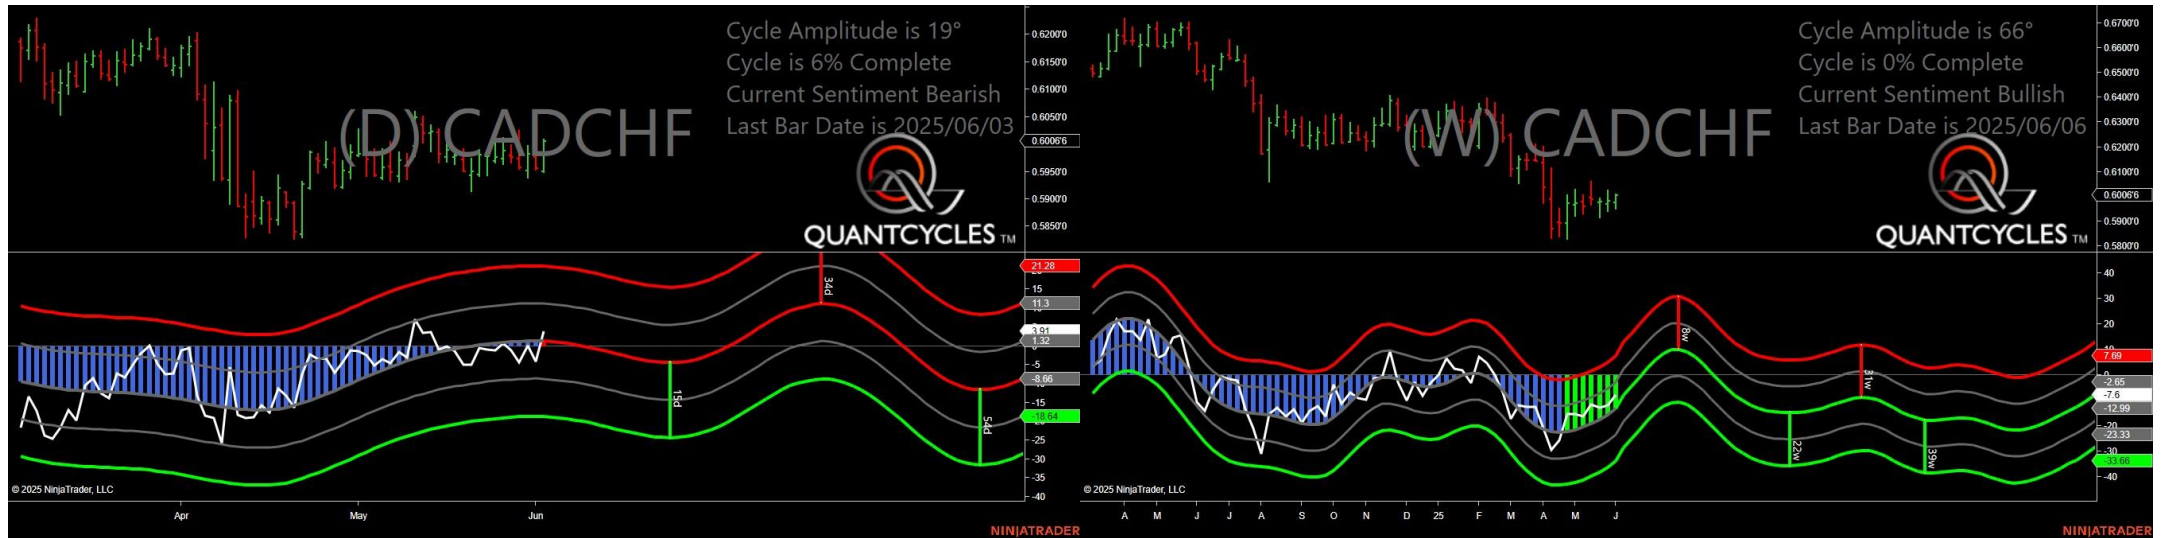 Cycle Amplitude is 19°
Cycle is 6% Complete
Current Sentiment Bearish
Last Bar Date is 2025/06/03
(D) CADCHF
QUANTCYCLES TM
0.6200'0
0.6150'0
0.6100'0
0.6050'0
0.6006'6
0.5950'0
0.5900'0
0.5850'0
21.28
15
11.3
3.91
1.32
-5
-8.66
-15
-18.64
-25
-30
-35
-40
34d
15d
54d
© 2025 NinjaTrader, LLC
Apr
May
Jun
NINJATRADER
Cycle Amplitude is 66°
Cycle is 0% Complete
Current Sentiment Bullish
Last Bar Date is 2025/06/06
(W) CADCHF
QUANTCYCLES TM
0.6700'0
0.6600'0
0.6500'0
0.6400'0
0.6300'0
0.6200'0
0.6100'0
0.6006'6
0.5900'0
0.5800'0
40
30
20
10
7.69
0
-2.65
-7.6
-12.99
-20
-23.33
-30
-33.66
-40
8w
22w
31w
39w
© 2025 NinjaTrader, LLC
A
M
J
J
A
S
O
N
D
25
F
M
A
M
J
NINJATRADER